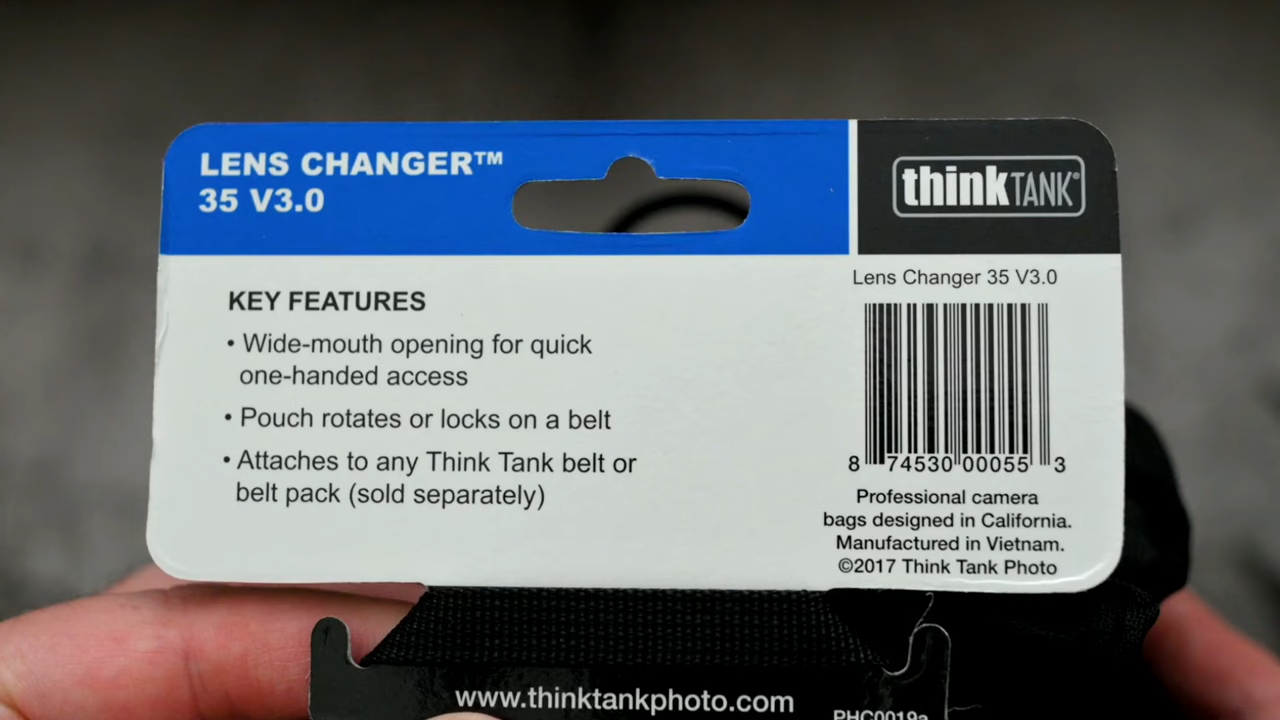 LENS CHANGER™
35 V3.0
thinkTANK®
KEY FEATURES
• Wide-mouth opening for quick
one-handed access
• Pouch rotates or locks on a belt
• Attaches to any Think Tank belt or
belt pack (sold separately)
Lens Changer 35 V3.0
8 74530 00055 3
Professional camera
bags designed in California.
Manufactured in Vietnam.
©2017 Think Tank Photo
www.thinktankphoto.com
PHC0019a